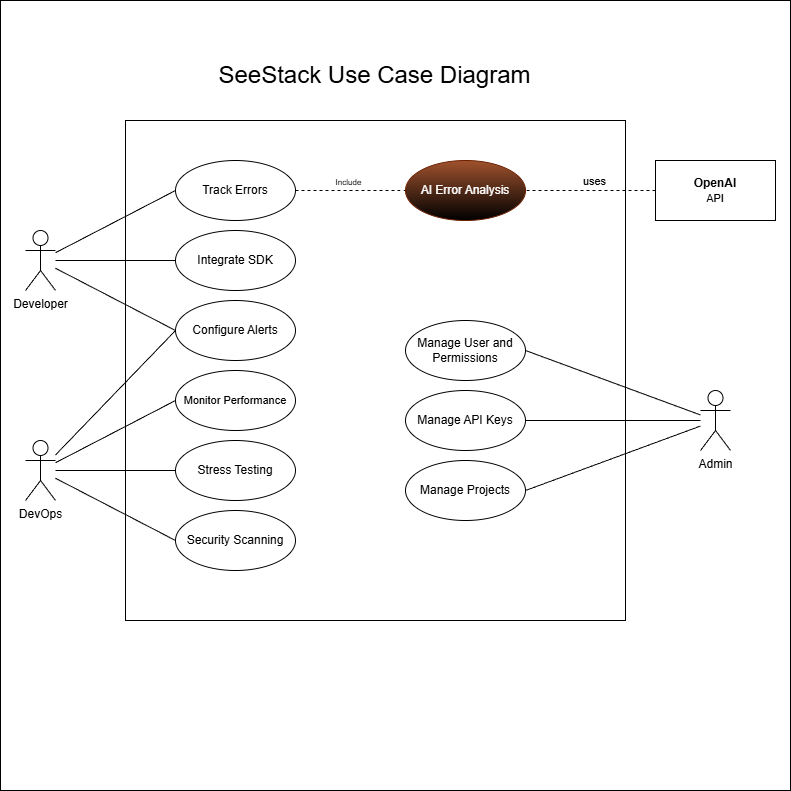 SeeStack Use Case Diagram
Track Errors
Include
AI Error Analysis
uses
OpenAI
API
Integrate SDK
Developer
Configure Alerts
Manage User and
Permissions
Monitor Performance
Manage API Keys
Admin
Stress Testing
Manage Projects
DevOps
Security Scanning